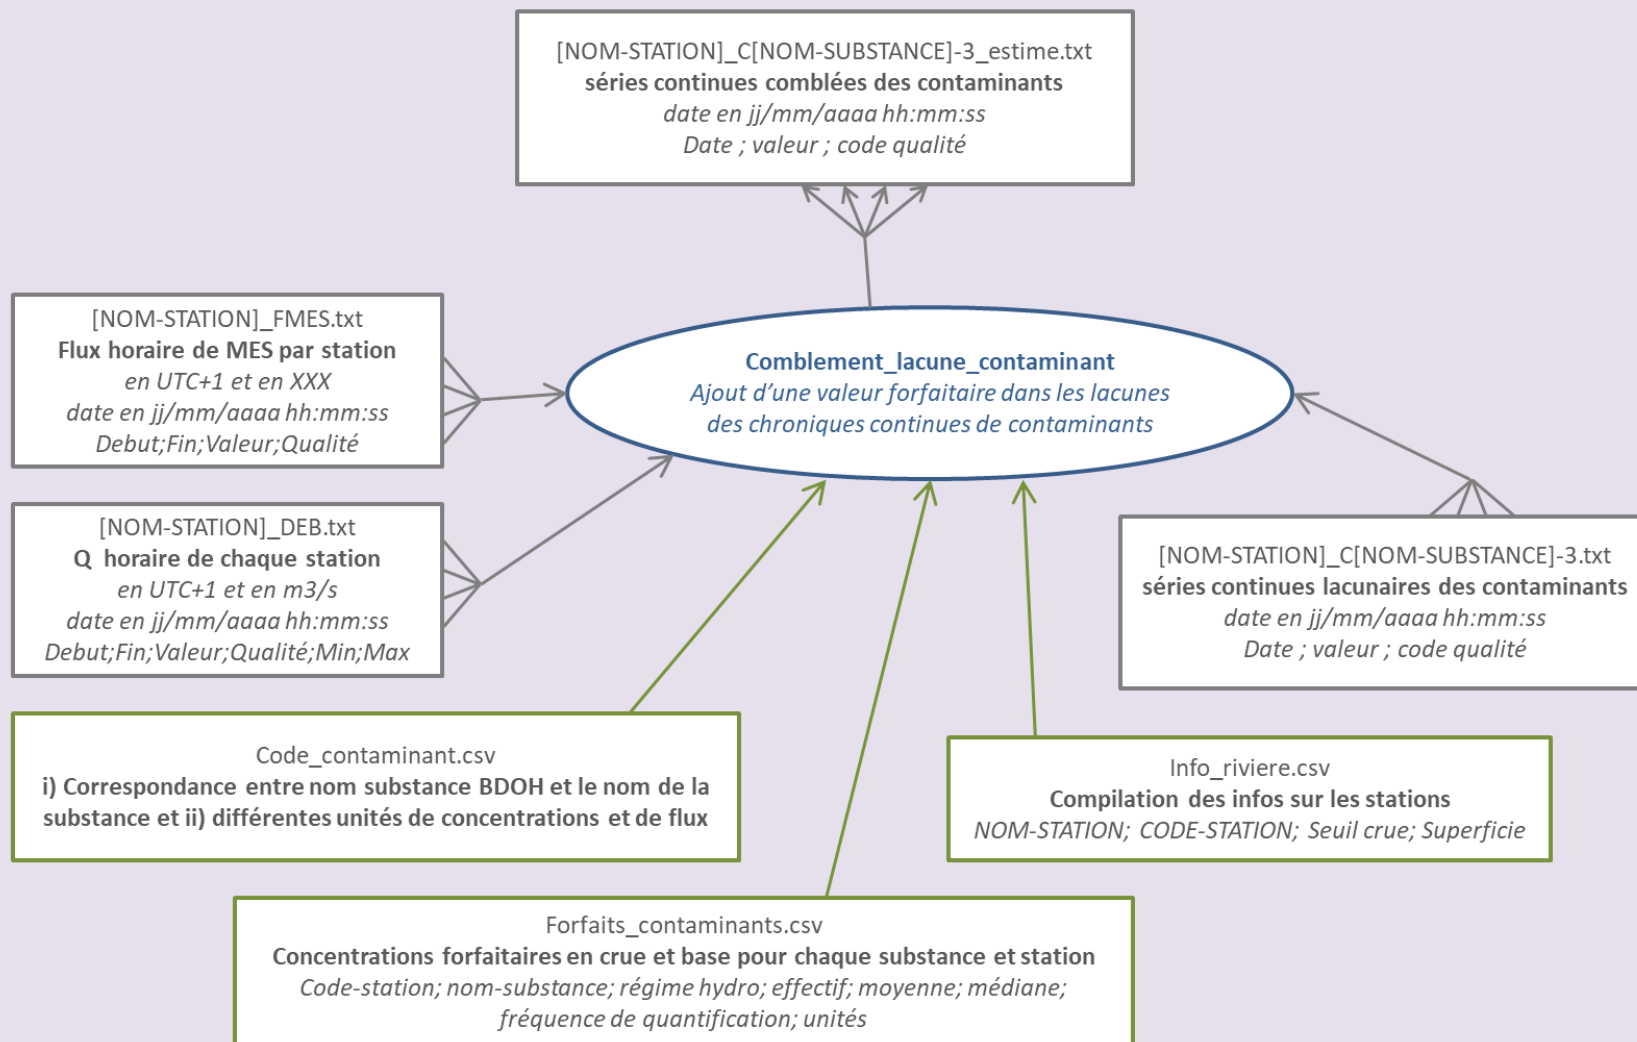 [NOM-STATION]_C[NOM-SUBSTANCE]-3_estime.txt
séries continues comblées des contaminants
date en jj/mm/aaaa hh:mm:ss
Date ; valeur ; code qualité
[NOM-STATION]_FMES.txt
Flux horaire de MES par station
en UTC+1 et en XXX
date en jj/mm/aaaa hh:mm:ss
Debut;Fin;Valeur;Qualité
Comblement_lacune_contaminant
Ajout d'une valeur forfaitaire dans les lacunes
des chroniques continues de contaminants
[NOM-STATION]_DEB.txt
Q horaire de chaque station
en UTC+1 et en m3/s
date en jj/mm/aaaa hh:mm:ss
Debut;Fin;Valeur;Qualité;Min;Max
[NOM-STATION]_C[NOM-SUBSTANCE]-3.txt
séries continues lacunaires des contaminants
date en jj/mm/aaaa hh:mm:ss
Date ; valeur ; code qualité
Code_contaminant.csv
i) Correspondance entre nom substance BDOH et le nom de la
substance et ii) différentes unités de concentrations et de flux
Info_riviere.csv
Compilation des infos sur les stations
NOM-STATION; CODE-STATION; Seuil crue; Superficie
Forfaits_contaminants.csv
Concentrations forfaitaires en crue et base pour chaque substance et station
Code-station; nom-substance; régime hydro; effectif; moyenne; médiane;
fréquence de quantification; unités